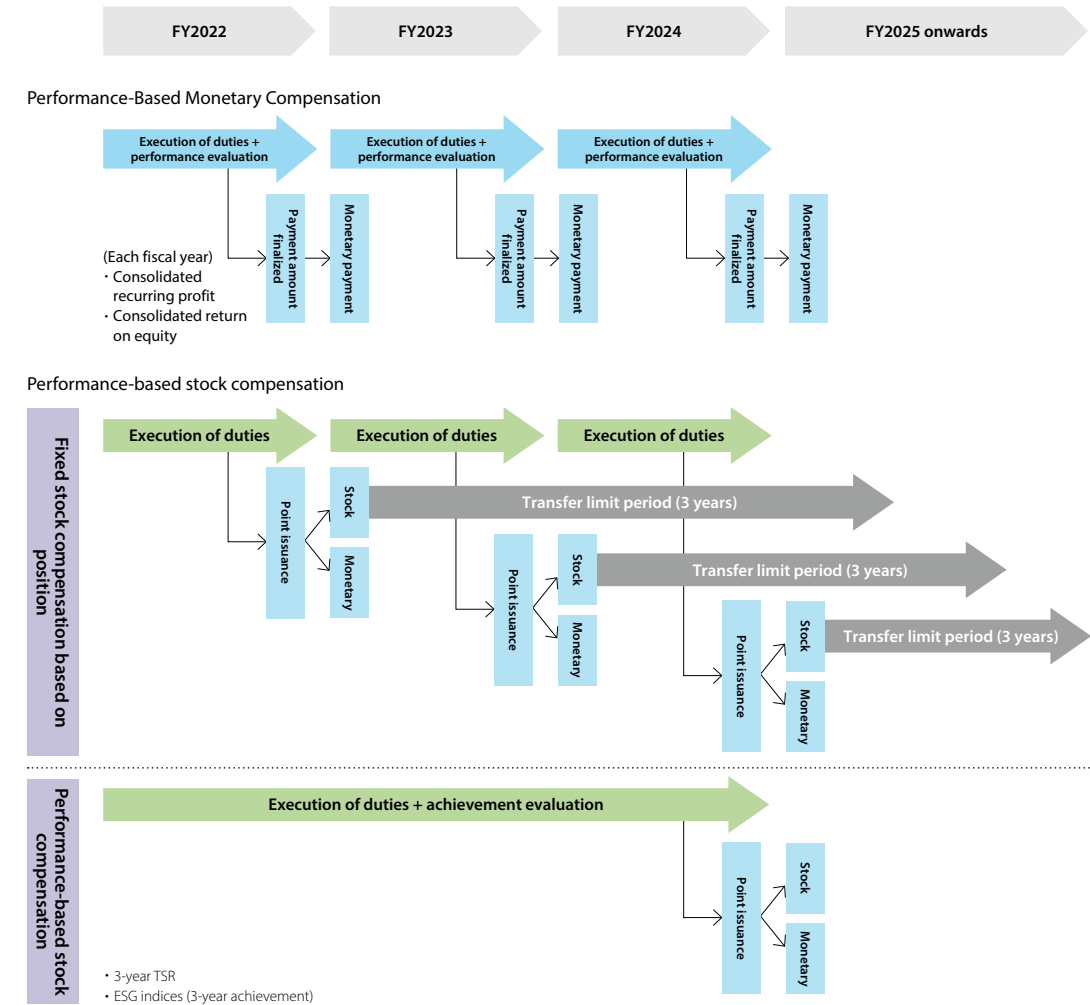 FY2022
FY2023
FY2024
FY2025 onwards
Performance-Based Monetary Compensation
Execution of duties +
performance evaluation
Execution of duties +
performance evaluation
Execution of duties +
performance evaluation
Payment amount
finalized
Monetary payment
Payment amount
finalized
Monetary payment
Payment amount
finalized
Monetary payment
(Each fiscal year)
・Consolidated
recurring profit
・Consolidated return
on equity
Performance-based stock compensation
Fixed stock compensation based on
position
Execution of duties
Execution of duties
Execution of duties
Point issuance
Stock
Monetary
Transfer limit period (3 years)
Point issuance
Stock
Monetary
Transfer limit period (3 years)
Point issuance
Stock
Monetary
Transfer limit period (3 years)
Performance-based stock
compensation
Execution of duties + achievement evaluation
Point issuance
Stock
Monetary
・3-year TSR
・ESG indices (3-year achievement)